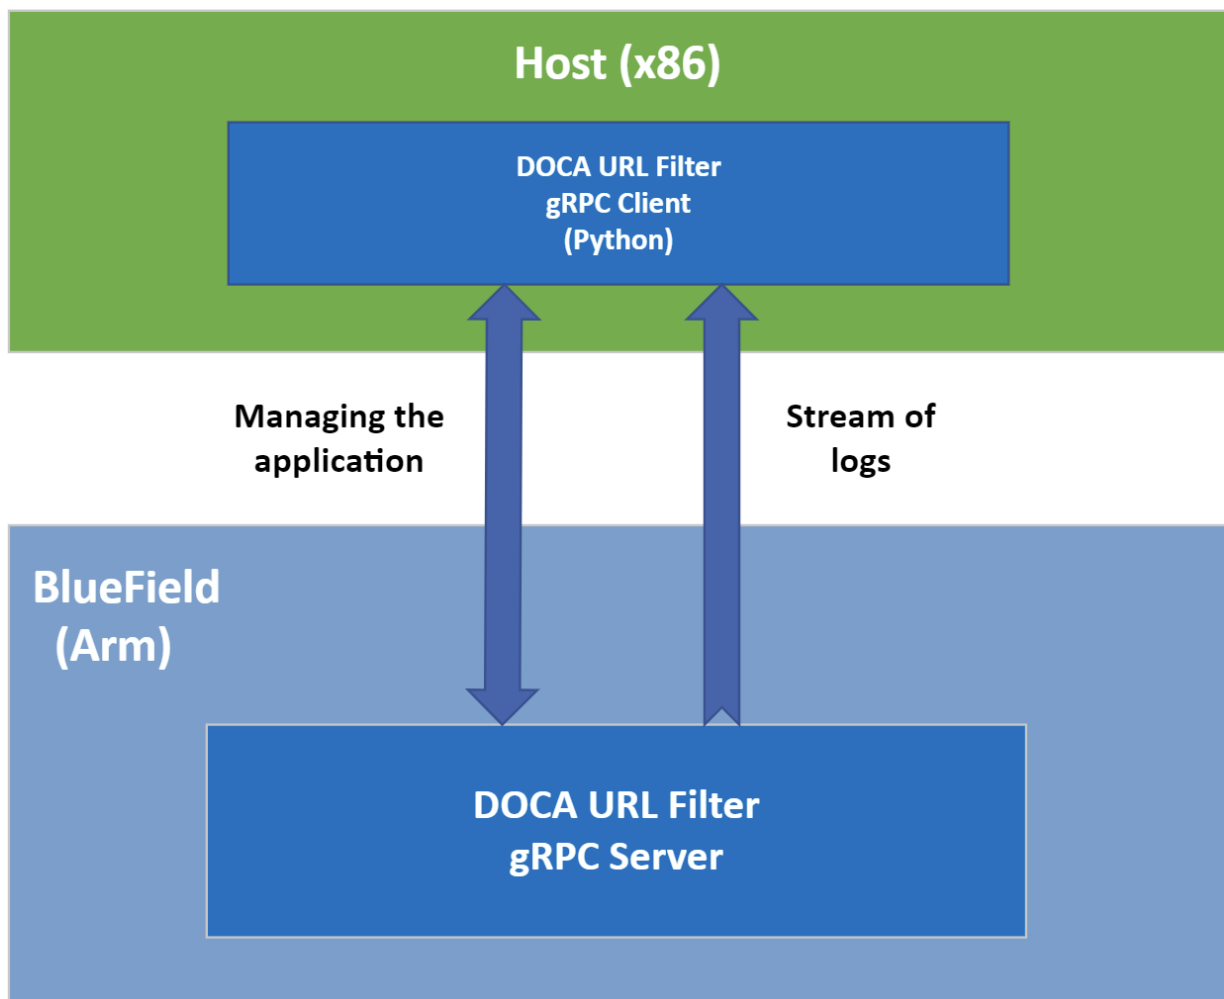 Host (x86)
DOCA URL Filter
gRPC Client
(Python)
Managing the
application
Stream of
logs
BlueField
(Arm)
DOCA URL Filter
gRPC Server